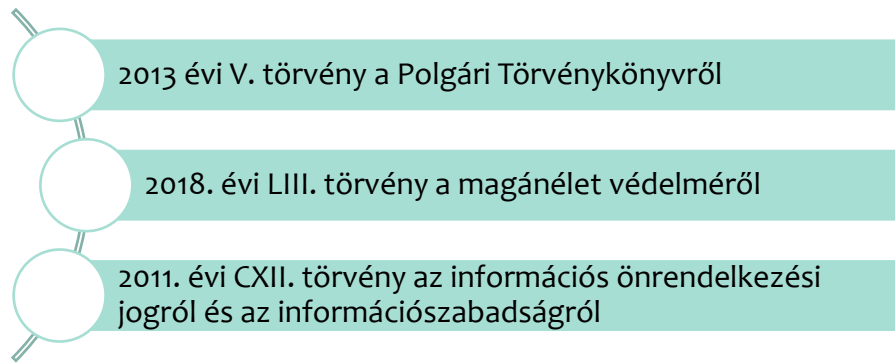 2013 évi V. törvény a Polgári Törvénykönyvről
2018. évi LIII. törvény a magánélet védelméről
2011. évi CXII. törvény az információs önrendelkezési
jogról és az információszabadságról